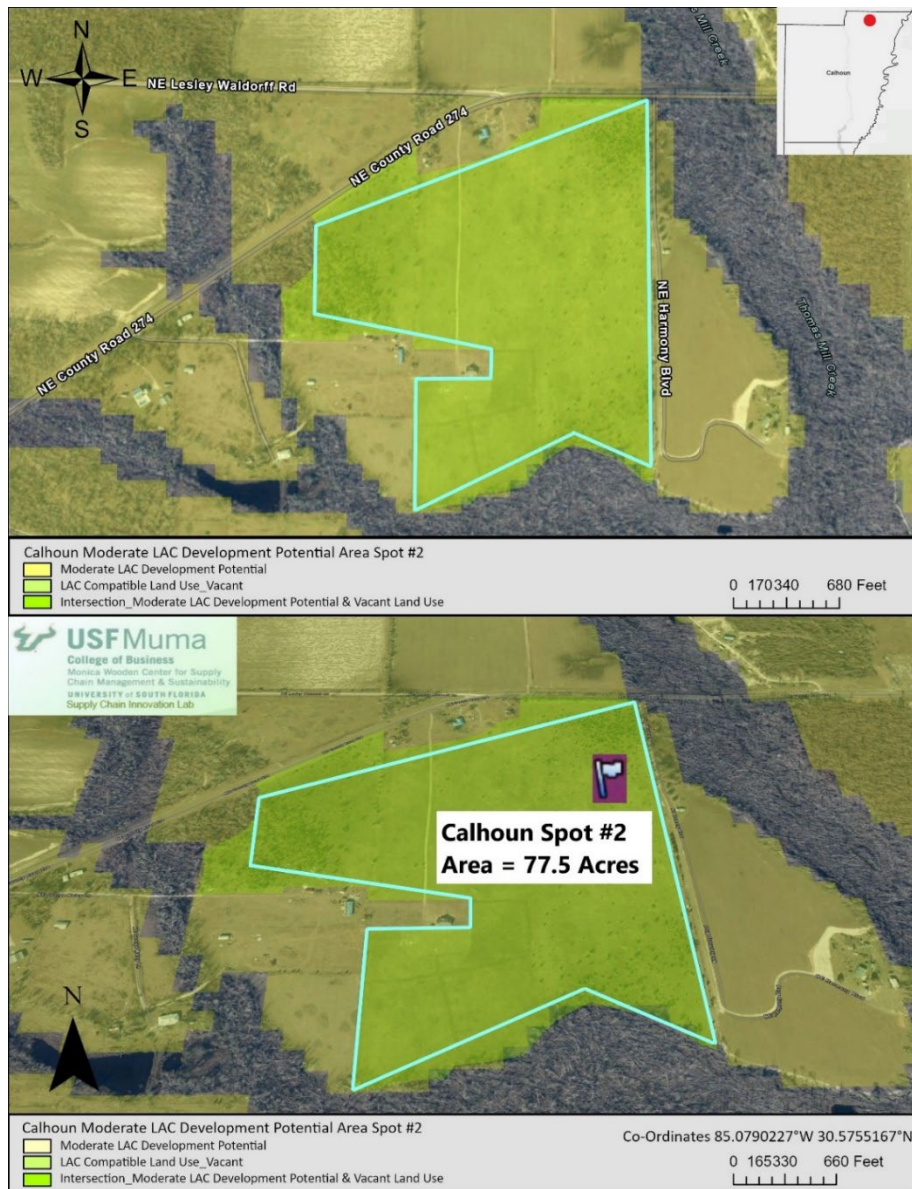 N
W E
S
NE Lesley Waldorff Rd
NE County Road 274
Calhoun
NE County Road 274
NE Harmony Blvd
Thomas Mill Creek
Calhoun Moderate LAC Development Potential Area Spot #2
Moderate LAC Development Potential
LAC Compatible Land Use_Vacant
Intersection_Moderate LAC Development Potential & Vacant Land Use
0 170340 680 Feet
USF Muma
College of Business
Monica Wooden Center for Supply
Chain Management & Sustainability
UNIVERSITY of SOUTH FLORIDA
Supply Chain Innovation Lab
Calhoun Spot #2
Area = 77.5 Acres
N
Calhoun Moderate LAC Development Potential Area Spot #2
Moderate LAC Development Potential
LAC Compatible Land Use_Vacant
Intersection_Moderate LAC Development Potential & Vacant Land Use
Co-Ordinates 85.0790227°W 30.5755167°N
0 165330 660 Feet